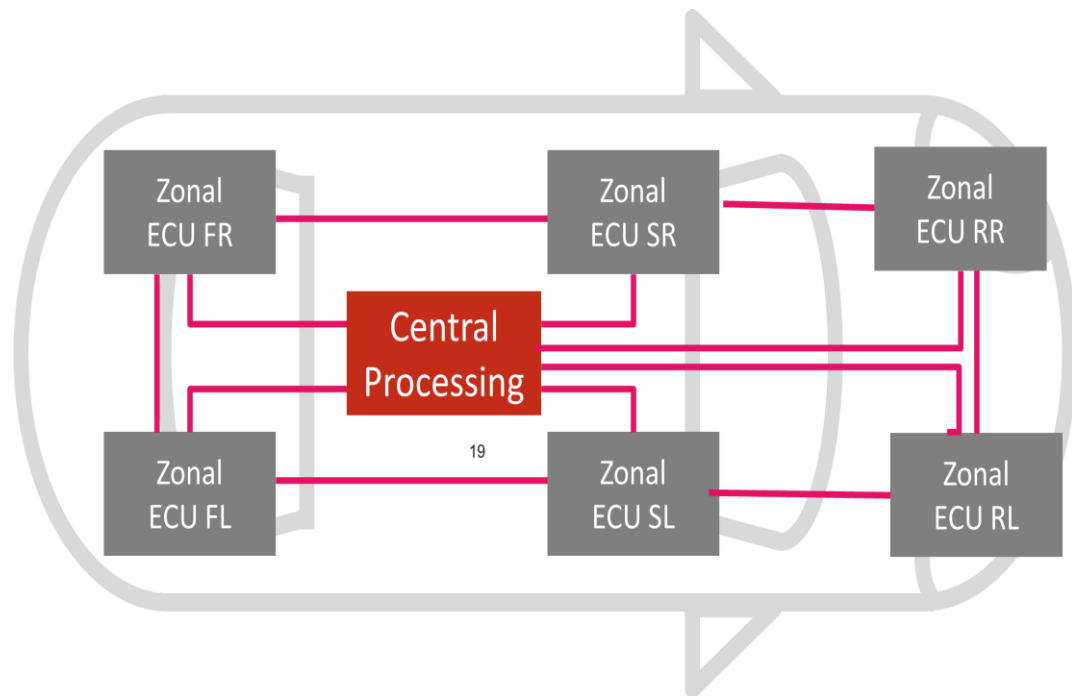 Zonal
ECU FR
Zonal
ECU SR
Zonal
ECU RR
Central
Processing
19
Zonal
ECU FL
Zonal
ECU SL
Zonal
ECU RL